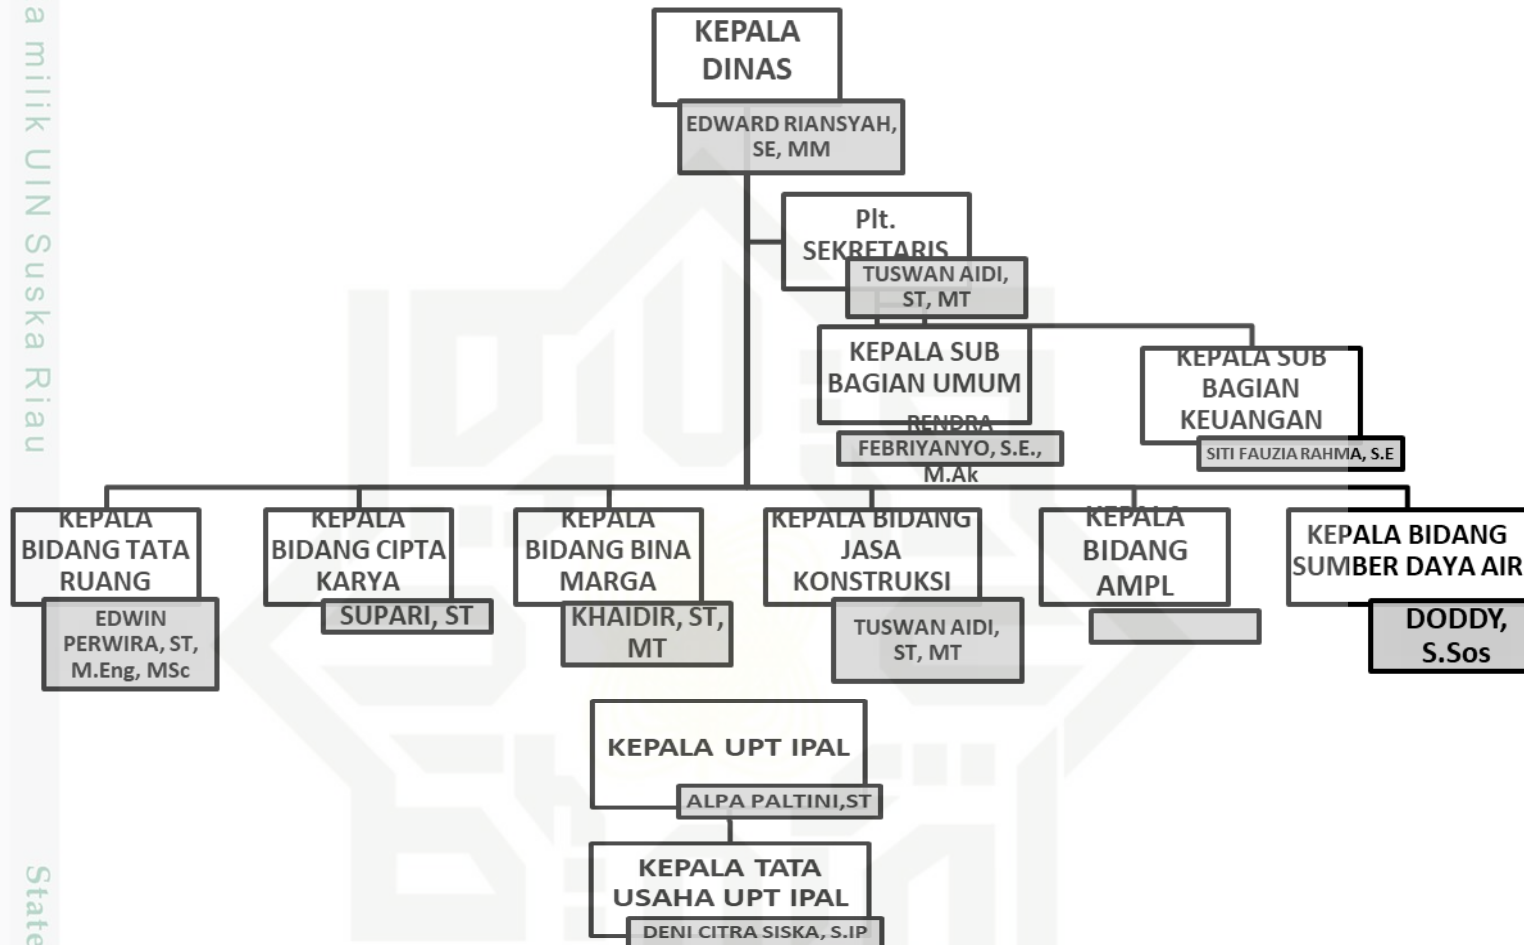 a milik UIN Suska Riau
State
KEPALA
DINAS
EDWARD RIANSYAH,
SE, MM
Plt.
SEKRETARIS
TUSWAN AIDI,
ST, MT
KEPALA SUB
BAGIAN UMUM
RENDRA
FEBRIYANYO, S.E.,
M.Ak
KEPALA SUB
BAGIAN
KEUANGAN
SITI FAUZIA RAHMA, S.E
KEPALA
BIDANG TATA
RUANG
EDWIN
PERWIRA, ST,
M.Eng, MSc
KEPALA
BIDANG CIPTA
KARYA
SUPARI, ST
KEPALA
BIDANG BINA
MARGA
KHAIDIR, ST,
MT
KEPALA BIDANG
JASA
KONSTRUKSI
TUSWAN AIDI,
ST, MT
KEPALA
BIDANG
AMPL
KEPALA BIDANG
SUMBER DAYA AIR
DODDY,
S.Sos
KEPALA UPT IPAL
ALPA PALTINI,ST
KEPALA TATA
USAHA UPT IPAL
DENI CITRA SISKA, S.IP